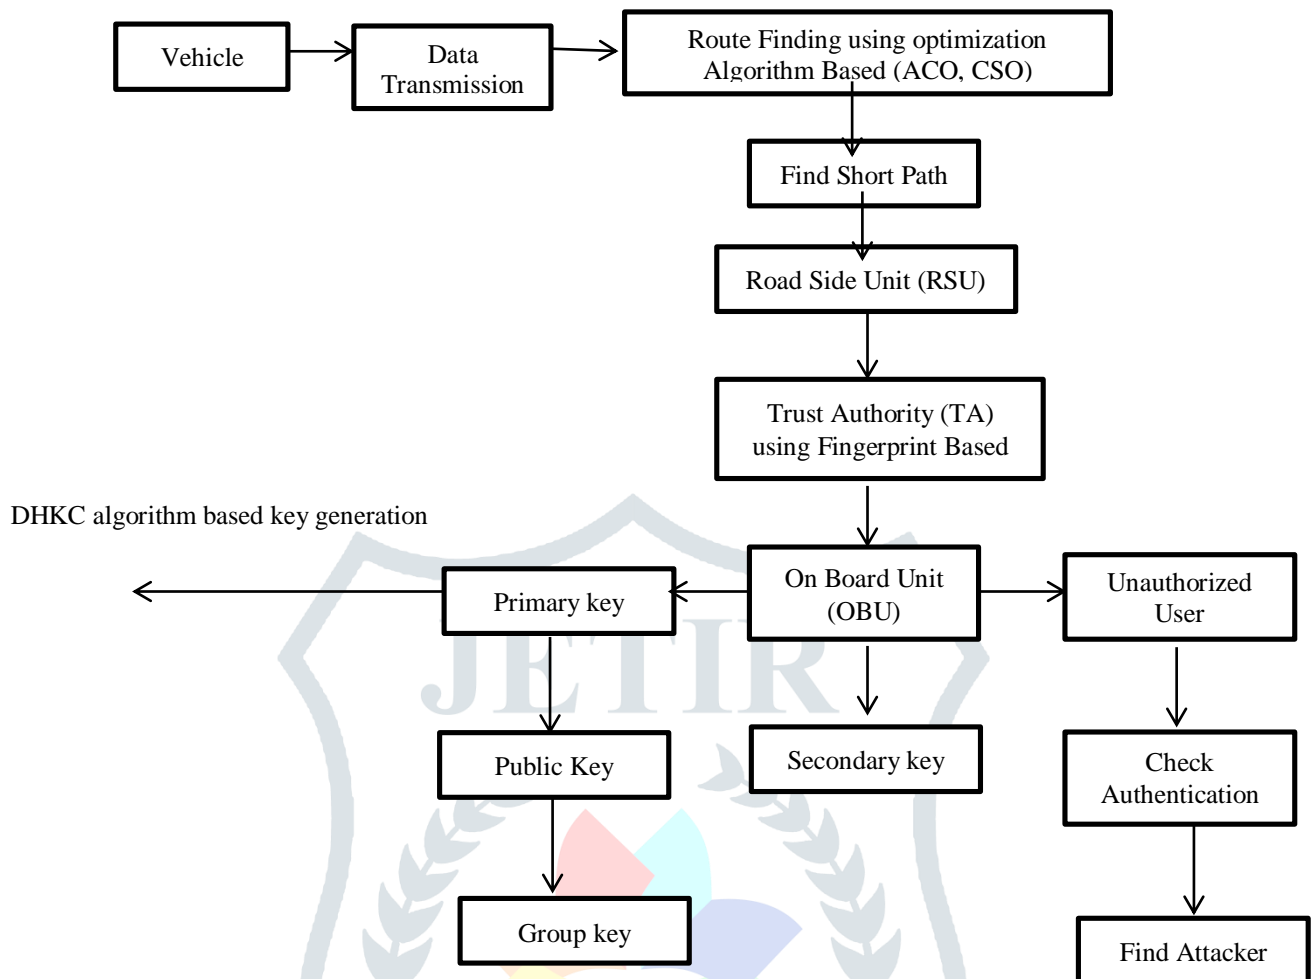 Vehicle
Data
Transmission
Route Finding using optimization
Algorithm Based (ACO, CSO)
Find Short Path
Road Side Unit (RSU)
Trust Authority (TA)
using Fingerprint Based
DHKC algorithm based key generation
Primary key
On Board Unit
(OBU)
Unauthorized
User
JETIR
Public Key
Secondary key
Check
Authentication
Group key
Find Attacker